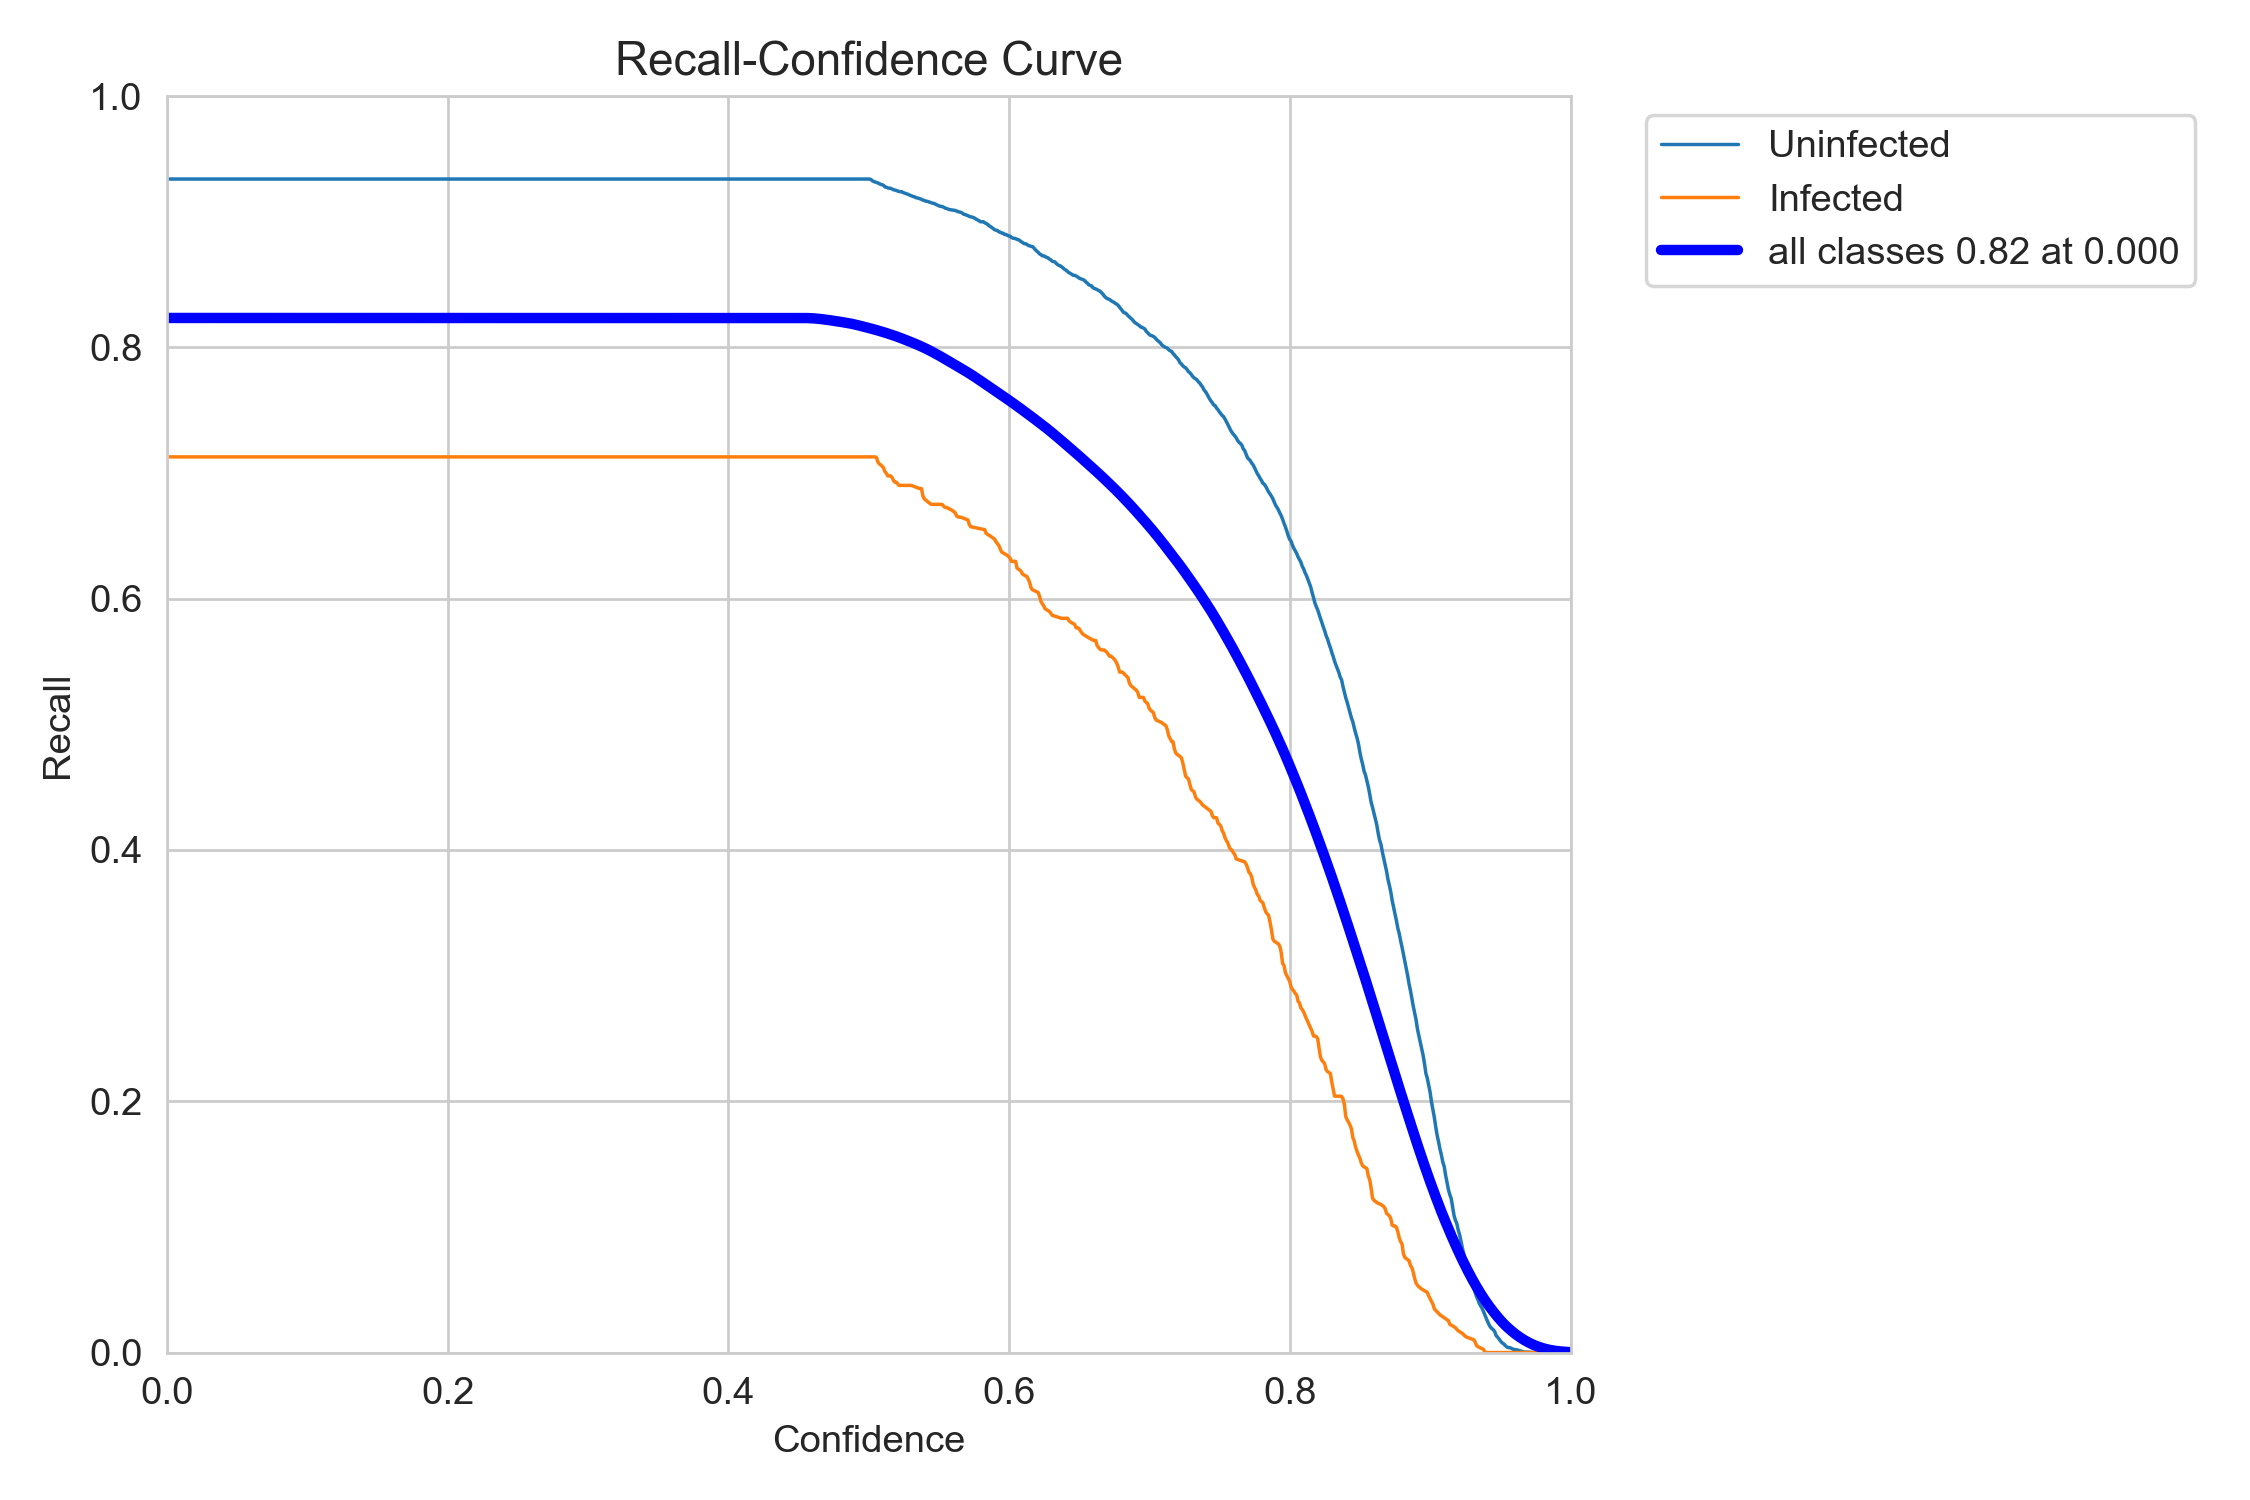 Recall-Confidence Curve
1.0
0.8
0.6
0.4
0.2
0.0
Recall
0.0 0.2 0.4 0.6 0.8 1.0
Confidence
Uninfected
Infected
all classes 0.82 at 0.000